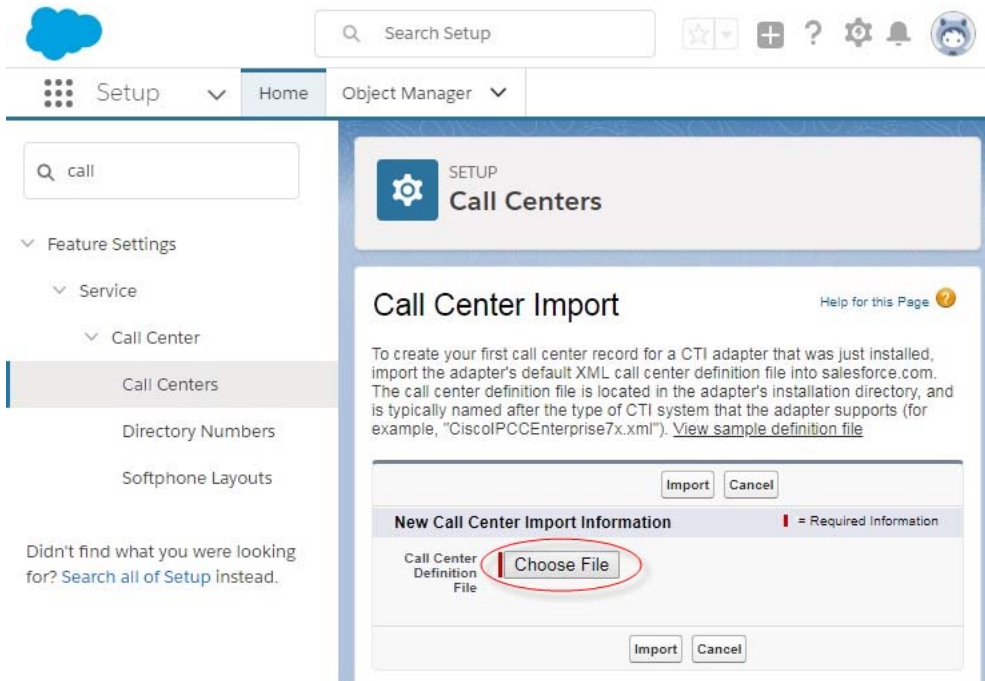 Search Setup
Setup
Home
Object Manager
call
Feature Settings
Service
Call Center
Call Centers
Directory Numbers
Softphone Layouts
Didn't find what you were looking
for? Search all of Setup instead.
SETUP
Call Centers
Call Center Import
Help for this Page
To create your first call center record for a CTI adapter that was just installed,
import the adapter's default XML call center definition file into salesforce.com.
The call center definition file is located in the adapter's installation directory, and
is typically named after the type of CTI system that the adapter supports (for
example, "CiscoIPCCEnterprise7x.xml"). View sample definition file
Import Cancel
New Call Center Import Information
= Required Information
Call Center
Definition
File
Choose File
Import Cancel